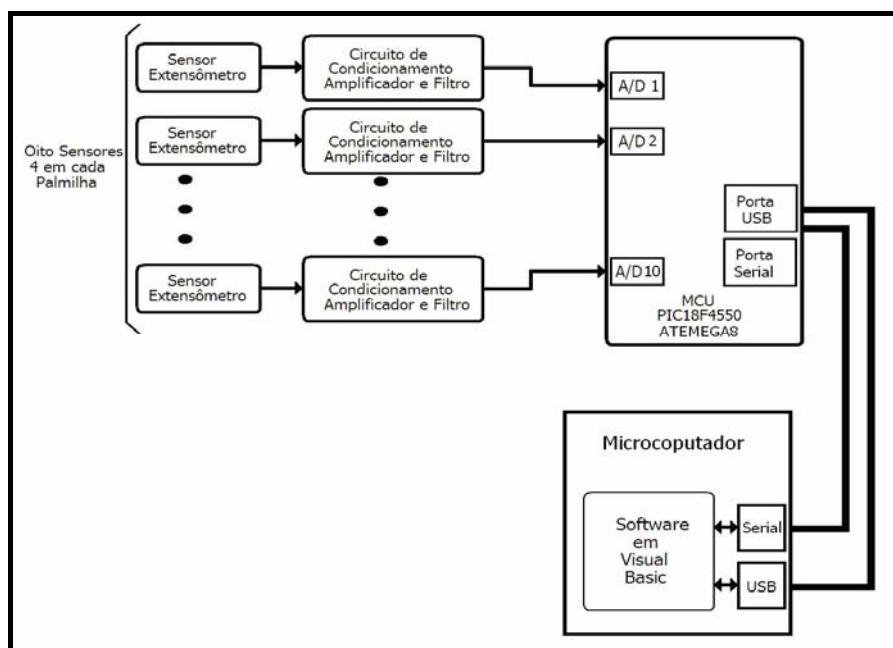 Oito Sensores
4 em cada
Palmilha
Sensor
Extensômetro
Circuito de
Condicionamento
Amplificador e Filtro
A/D 1
Sensor
Extensômetro
Circuito de
Condicionamento
Amplificador e Filtro
A/D 2
Sensor
Extensômetro
Circuito de
Condicionamento
Amplificador e Filtro
A/D10
Porta
USB
Porta
Serial
MCU
PIC18F4550
ATEMEGA8
Microcoputador
Software
em
Visual
Basic
Serial
USB